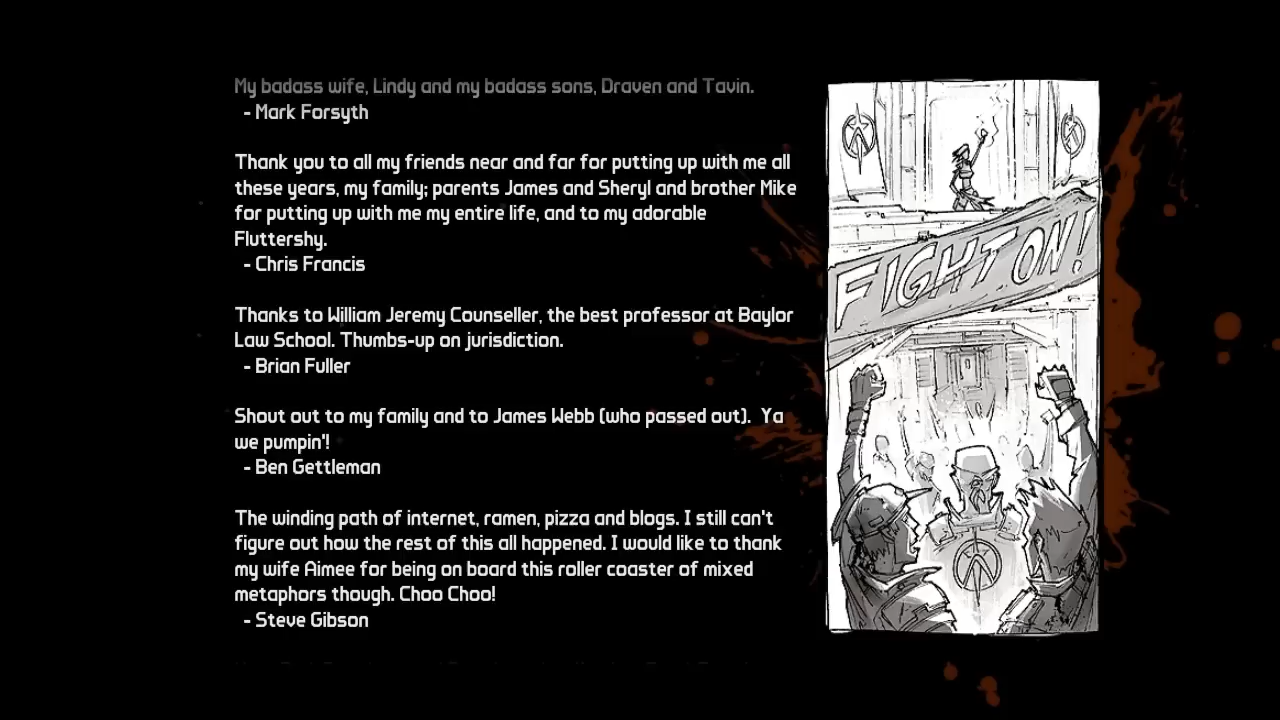 My badass wife, Lindy and my badass sons, Draven and Tavin.
- Mark Forsyth
Thank you to all my friends near and far for putting up with me all
these years, my family; parents James and Sheryl and brother Mike
for putting up with me my entire life, and to my adorable
Fluttershy.
- Chris Francis
Thanks to William Jeremy Counseller, the best professor at Baylor
Law School. Thumbs-up on jurisdiction.
- Brian Fuller
Shout out to my family and to James Webb (who passed out).  Ya
we pumpin'!
- Ben Gettleman
The winding path of internet, ramen, pizza and blogs. I still can't
figure out how the rest of this all happened. I would like to thank
my wife Aimee for being on board this roller coaster of mixed
metaphors though. Choo Choo!
- Steve Gibson
FIGHT ON!